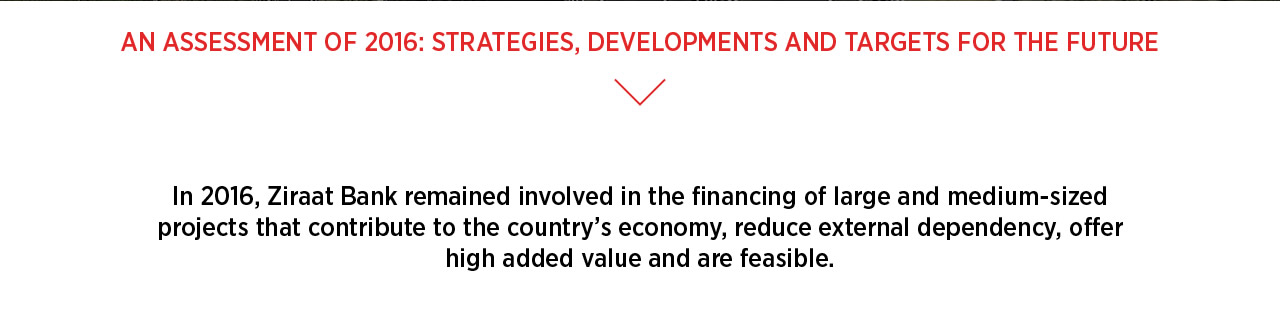 AN ASSESSMENT OF 2016: STRATEGIES, DEVELOPMENTS AND TARGETS FOR THE FUTURE
In 2016, Ziraat Bank remained involved in the financing of large and medium-sized
projects that contribute to the country’s economy, reduce external dependency, offer
high added value and are feasible.